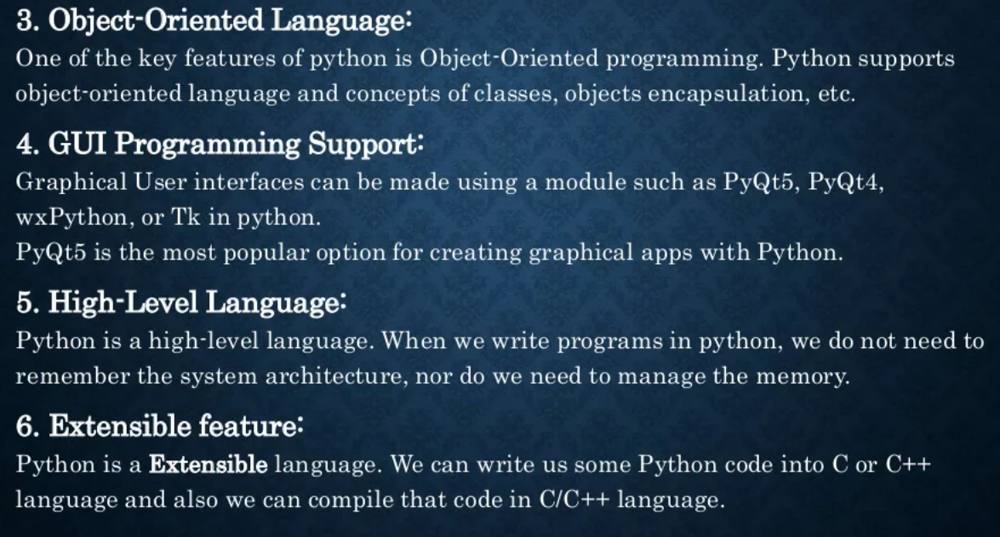 3. Object-Oriented Language:
One of the key features of python is Object-Oriented programming. Python supports
object-oriented language and concepts of classes, objects encapsulation, etc.
4. GUI Programming Support:
Graphical User interfaces can be made using a module such as PyQt5, PyQt4,
wxPython, or Tk in python.
PyQt5 is the most popular option for creating graphical apps with Python.
5. High-Level Language:
Python is a high-level language. When we write programs in python, we do not need to
remember the system architecture, nor do we need to manage the memory.
6. Extensible feature:
Python is a Extensible language. We can write us some Python code into C or C++
language and also we can compile that code in C/C++ language.